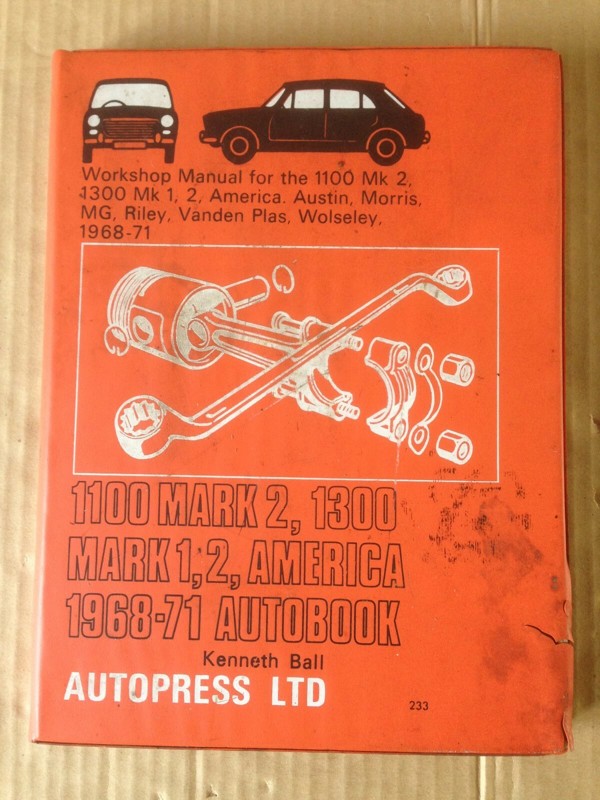 Workshop Manual for the 1100 Mk 2,
1300 Mk 1, 2, America. Austin, Morris,
MG, Riley, Vanden Plas, Wolseley,
1968-71
1100 MARK 2, 1300
MARK 1, 2, AMERICA
1968-71 AUTOBOOK
Kenneth Ball
AUTOPRESS LTD
233